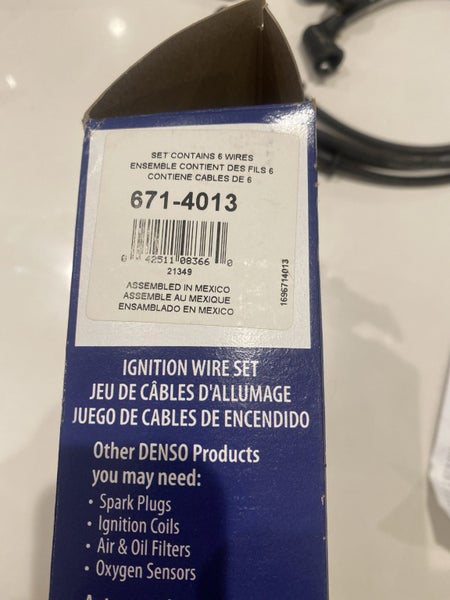 SET CONTAINS 6 WIRES
ENSEMBLE CONTIENT DES FILS 6
CONTIENE CABLES DE 6
671-4013
0 42511 08366 0
21349
ASSEMBLED IN MEXICO
ASSEMBLE AU MEXIQUE
ENSAMBLADO EN MEXICO
1696714013
IGNITION WIRE SET
JEU DE CÂBLES D'ALLUMAGE
JUEGO DE CABLES DE ENCENDIDO
Other DENSO Products
you may need:
• Spark Plugs
• Ignition Coils
• Air & Oil Filters
• Oxygen Sensors